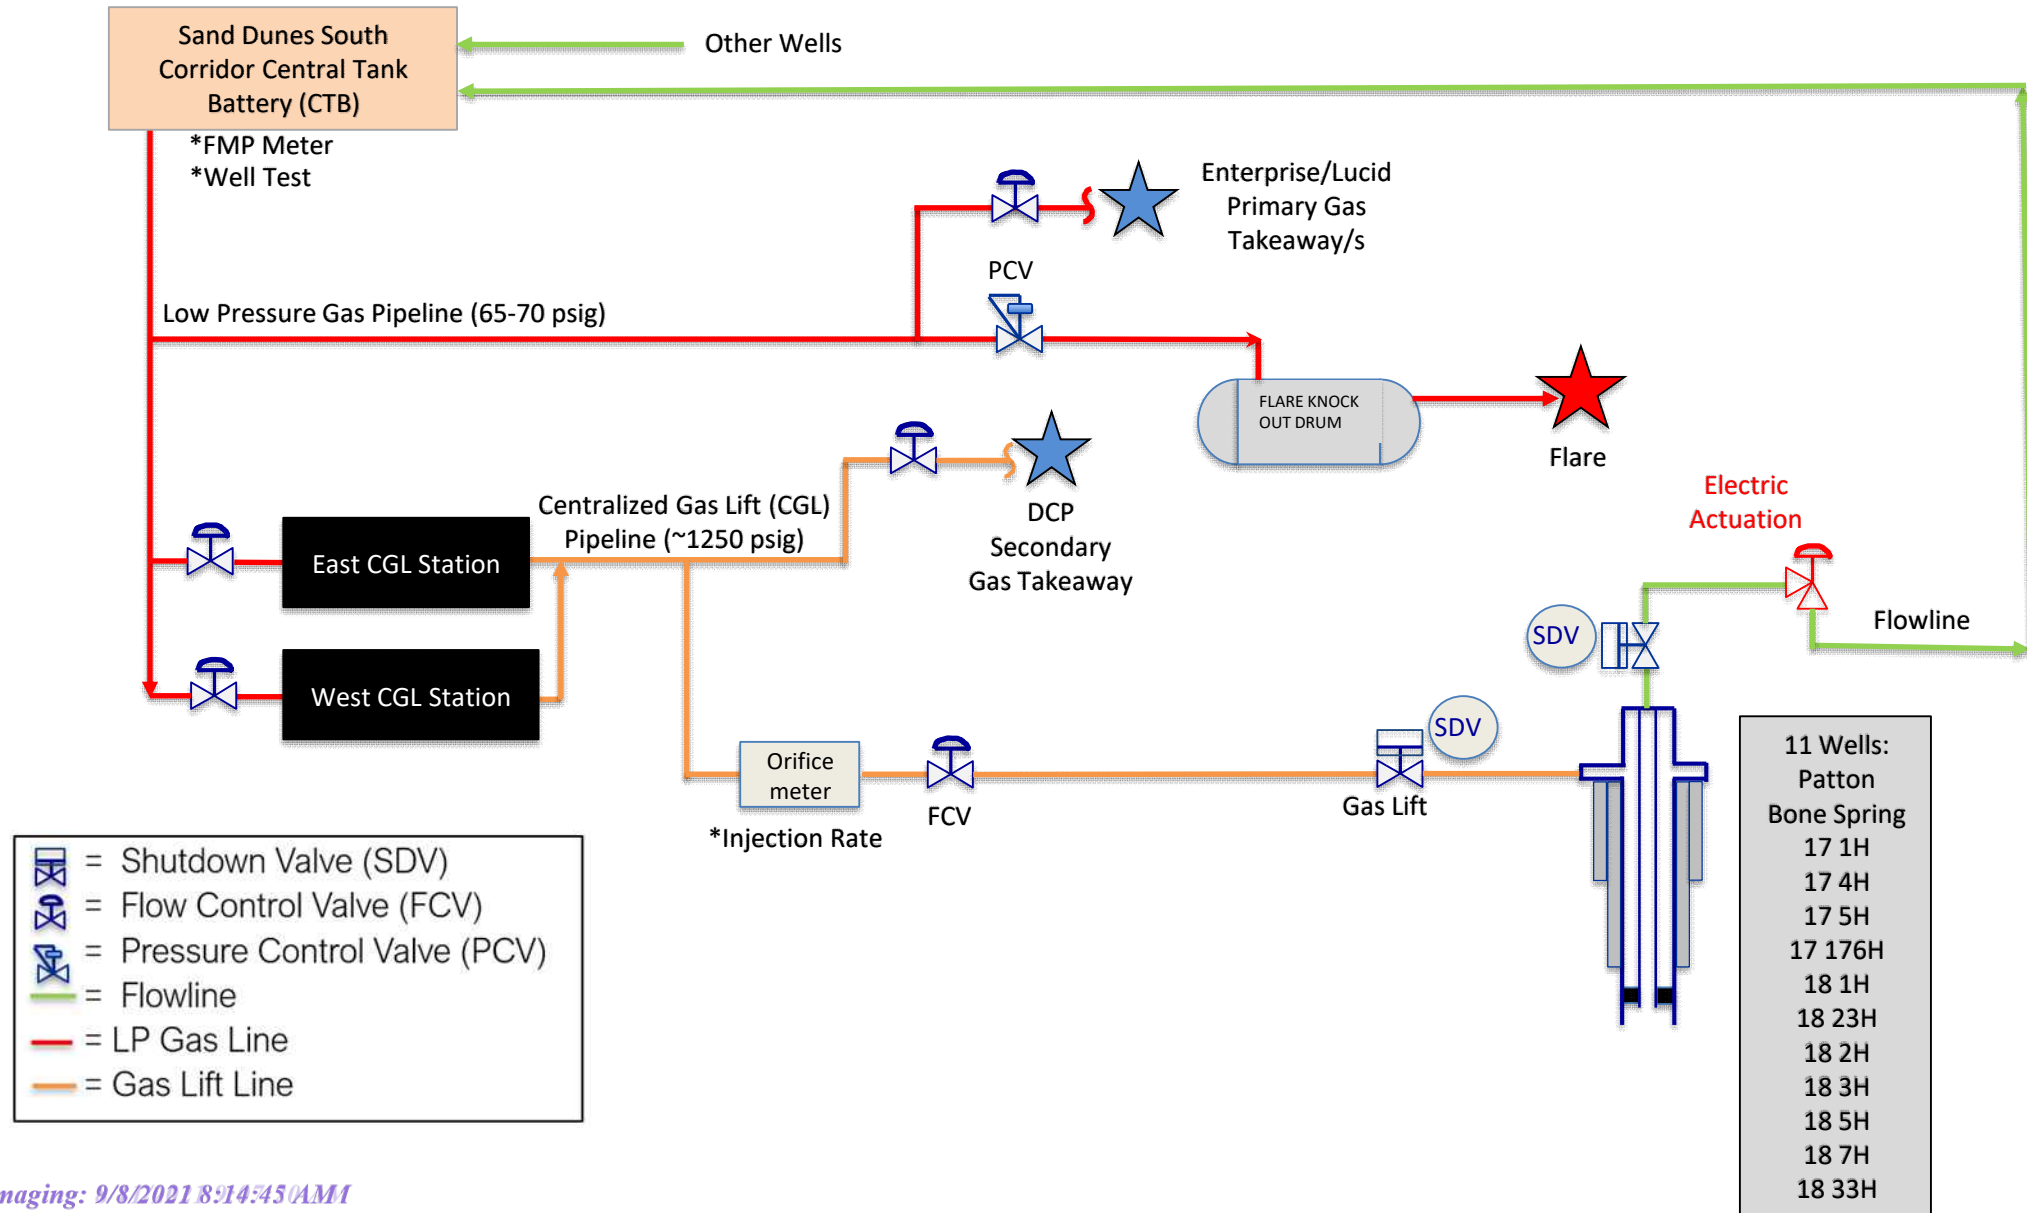 Sand Dunes South
Corridor Central Tank
Battery (CTB)
Other Wells
*FMP Meter
*Well Test
Enterprise/Lucid
Primary Gas
Takeaway/s
PCV
Low Pressure Gas Pipeline (65-70 psig)
FLARE KNOCK
OUT DRUM
Flare
Centralized Gas Lift (CGL)
Pipeline (~1250 psig)
DCP
Secondary
Gas Takeaway
Electric
Actuation
East CGL Station
SDV
Flowline
West CGL Station
SDV
Orifice
meter
*Injection Rate
FCV
Gas Lift
11 Wells:
Patton
Bone Spring
17 1H
17 4H
17 5H
17 176H
18 1H
18 23H
18 2H
18 3H
18 5H
18 7H
18 33H
= Shutdown Valve (SDV)
= Flow Control Valve (FCV)
= Pressure Control Valve (PCV)
= Flowline
= LP Gas Line
= Gas Lift Line
naging: 9/8/2021 8:14:45 AM